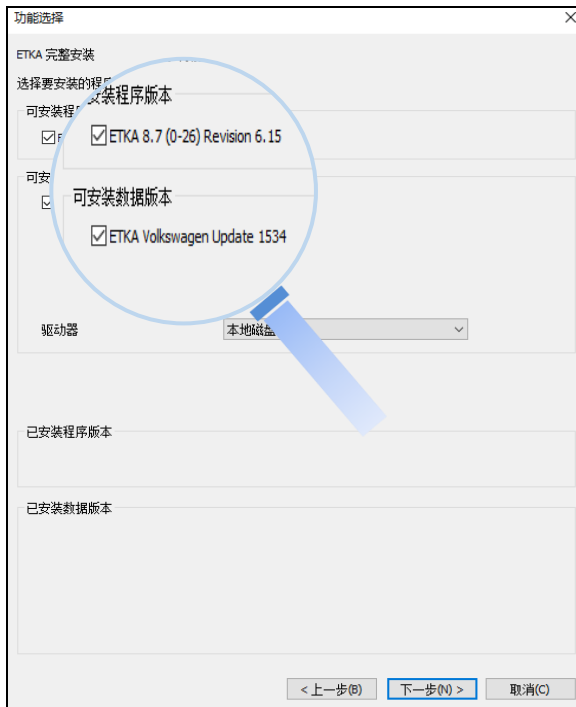 功能选择
ETKA 完整安装
选择要安装的程序
可安装程
安装程序版本
ETKA 8.7 (0-26) Revision 6.15
可安
可安装数据版本
ETKA Volkswagen Update 1534
驱动器
本地磁盘
已安装程序版本
已安装数据版本
< 上一步(B)
下一步(N) >
取消(C)